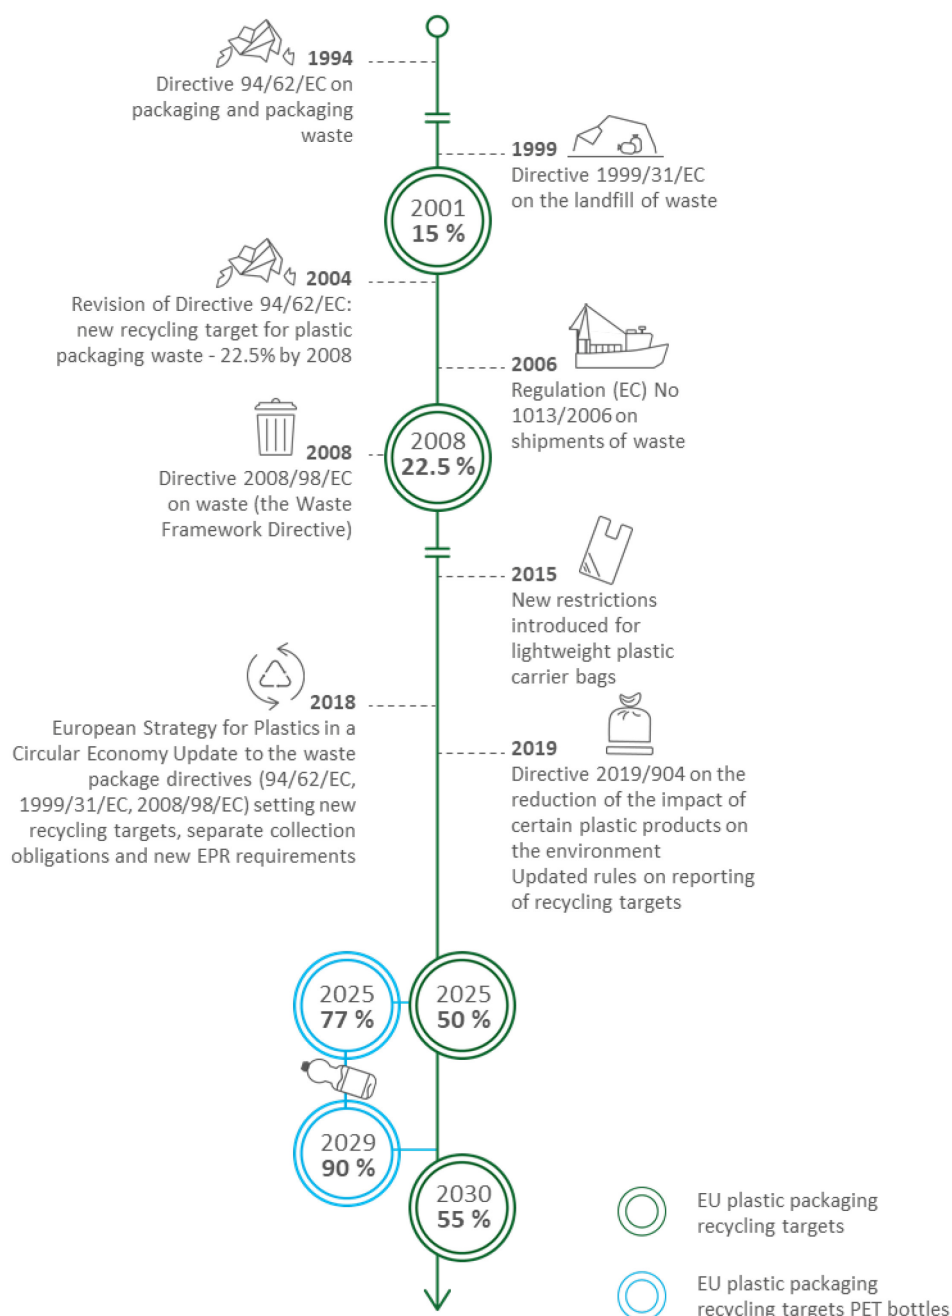 1994
Directive 94/62/EC on
packaging and packaging
waste
1999
Directive 1999/31/EC
on the landfill of waste
2001
15 %
2004
Revision of Directive 94/62/EC:
new recycling target for plastic
packaging waste - 22.5% by 2008
2006
Regulation (EC) No
1013/2006 on
shipments of waste
2008
22.5 %
2008
Directive 2008/98/EC
on waste (the Waste
Framework Directive)
2015
New restrictions
introduced for
lightweight plastic
carrier bags
2018
European Strategy for Plastics in a
Circular Economy Update to the waste
package directives (94/62/EC,
1999/31/EC, 2008/98/EC) setting new
recycling targets, separate collection
obligations and new EPR requirements
2019
Directive 2019/904 on the
reduction of the impact of
certain plastic products on
the environment
Updated rules on reporting
of recycling targets
2025
77 %
2025
50 %
2029
90 %
2030
55 %
EU plastic packaging
recycling targets
EU plastic packaging
recycling targets PET bottles